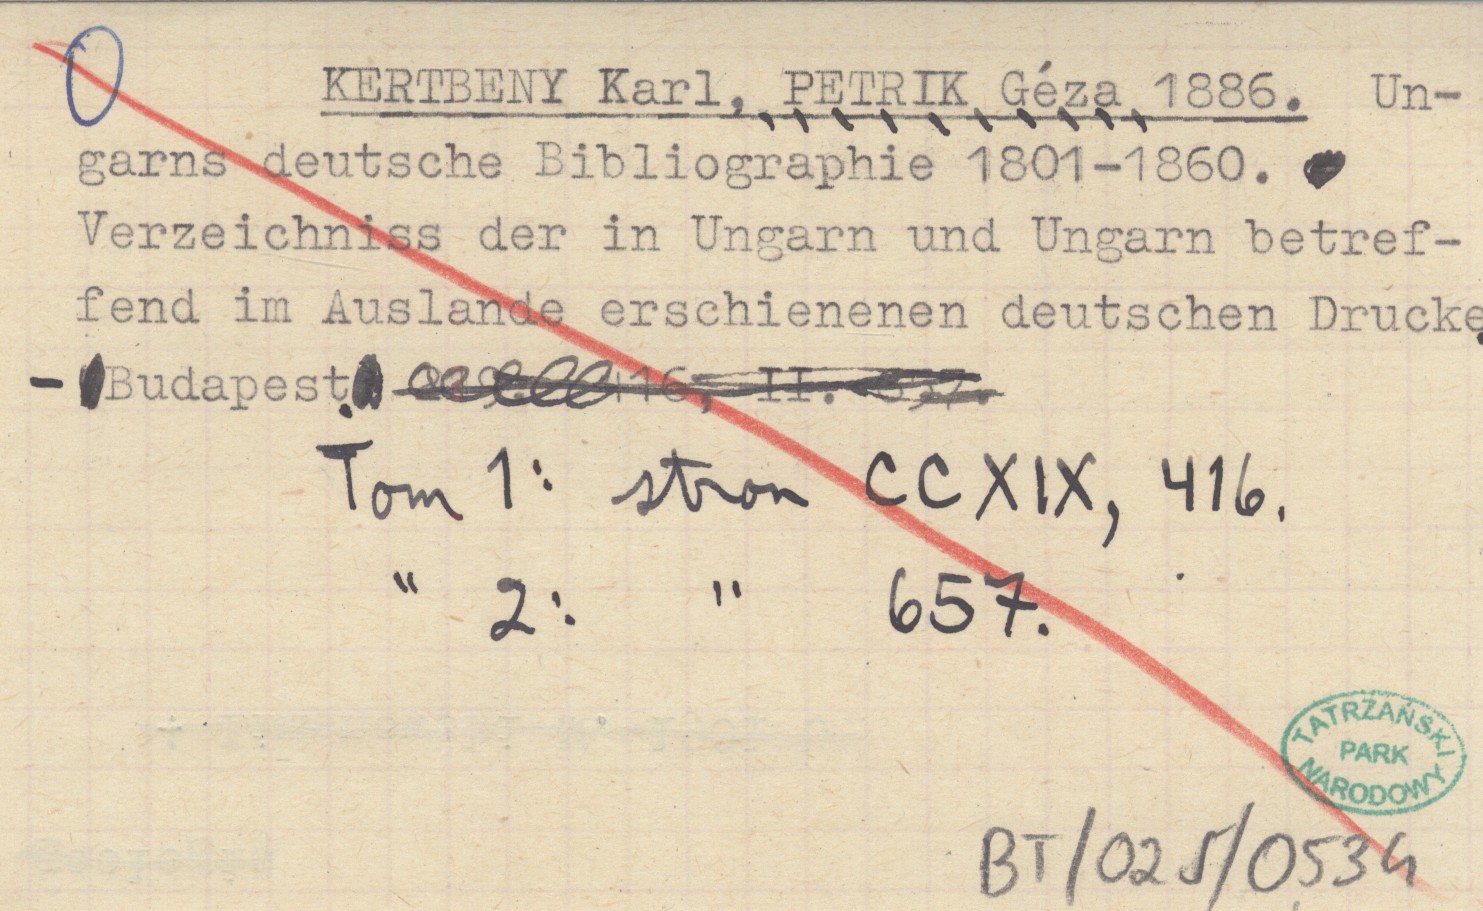 KERTBENY Karl, PETRIK Géza, 1886. Un-
garns deutsche Bibliographie 1801-1860.
Verzeichniss der in Ungarn und Ungarn betref-
fend im Auslande erschienenen deutschen Drucke.
- Budapest. 416, II.
Tom 1: stron CCXIX, 416.
" 2: " 657.
TATRZAŃSKI
PARK
NARODOWY
BT/025/0534